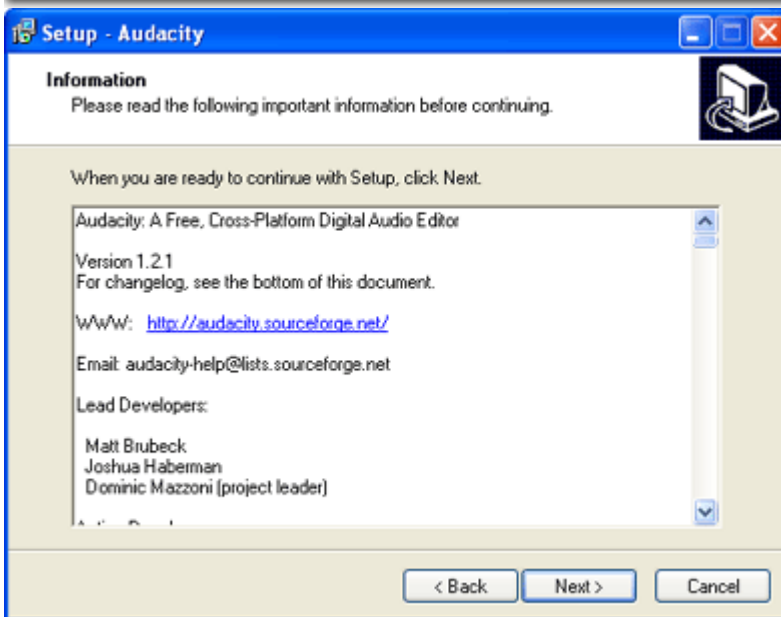 Setup - Audacity
Information
Please read the following important information before continuing.
When you are ready to continue with Setup, click Next.
Audacity: A Free, Cross-Platform Digital Audio Editor
Version 1.2.1
For changelog, see the bottom of this document.
WWW: http://audacity.sourceforge.net/
Email: audacity-help@lists.sourceforge.net
Lead Developers:
Matt Brubeck
Joshua Haberman
Dominic Mazzoni (project leader)
< Back Next > Cancel